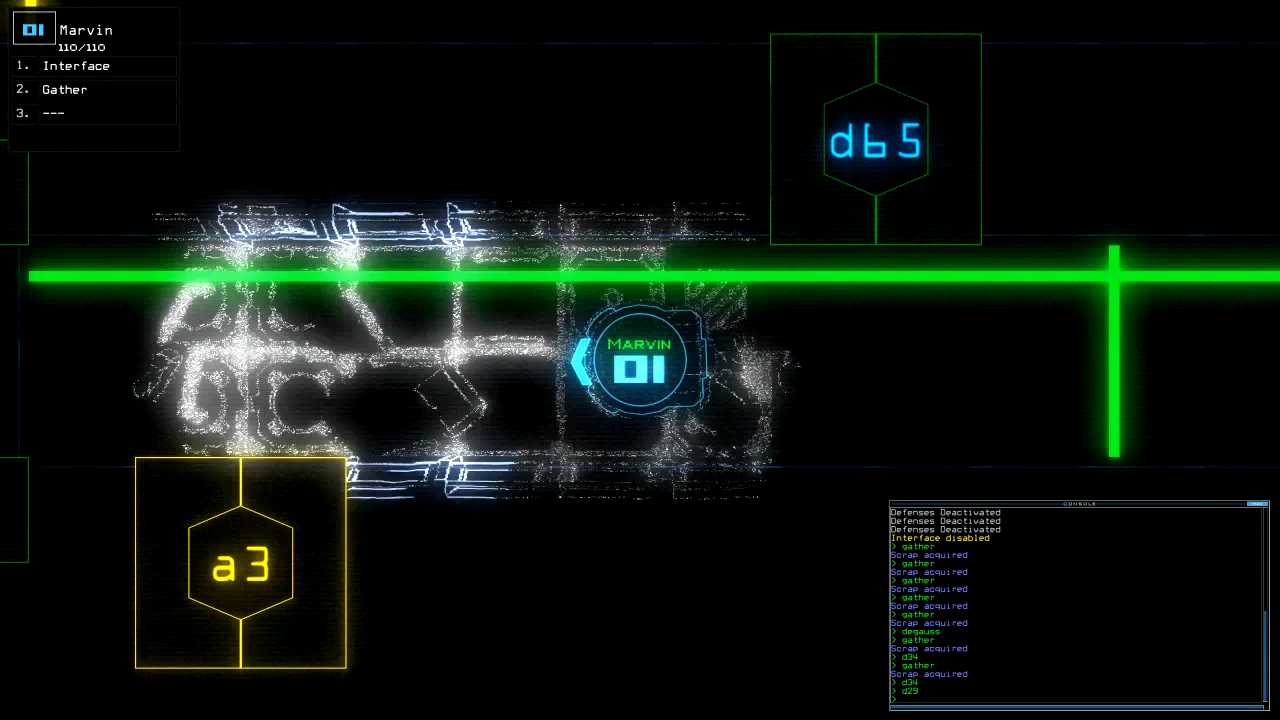 01 Marvin
110/110
1. Interface
2. Gather
3. ---
d65
MARVIN
01
a3
CONSOLE
Defenses Deactivated
Defenses Deactivated
Defenses Deactivated
Interface disabled
> gather
Scrap acquired
> gather
Scrap acquired
> gather
Scrap acquired
> gather
Scrap acquired
> gather
Scrap acquired
> degauss
> gather
Scrap acquired
> d34
> gather
Scrap acquired
> d34
> d29
>